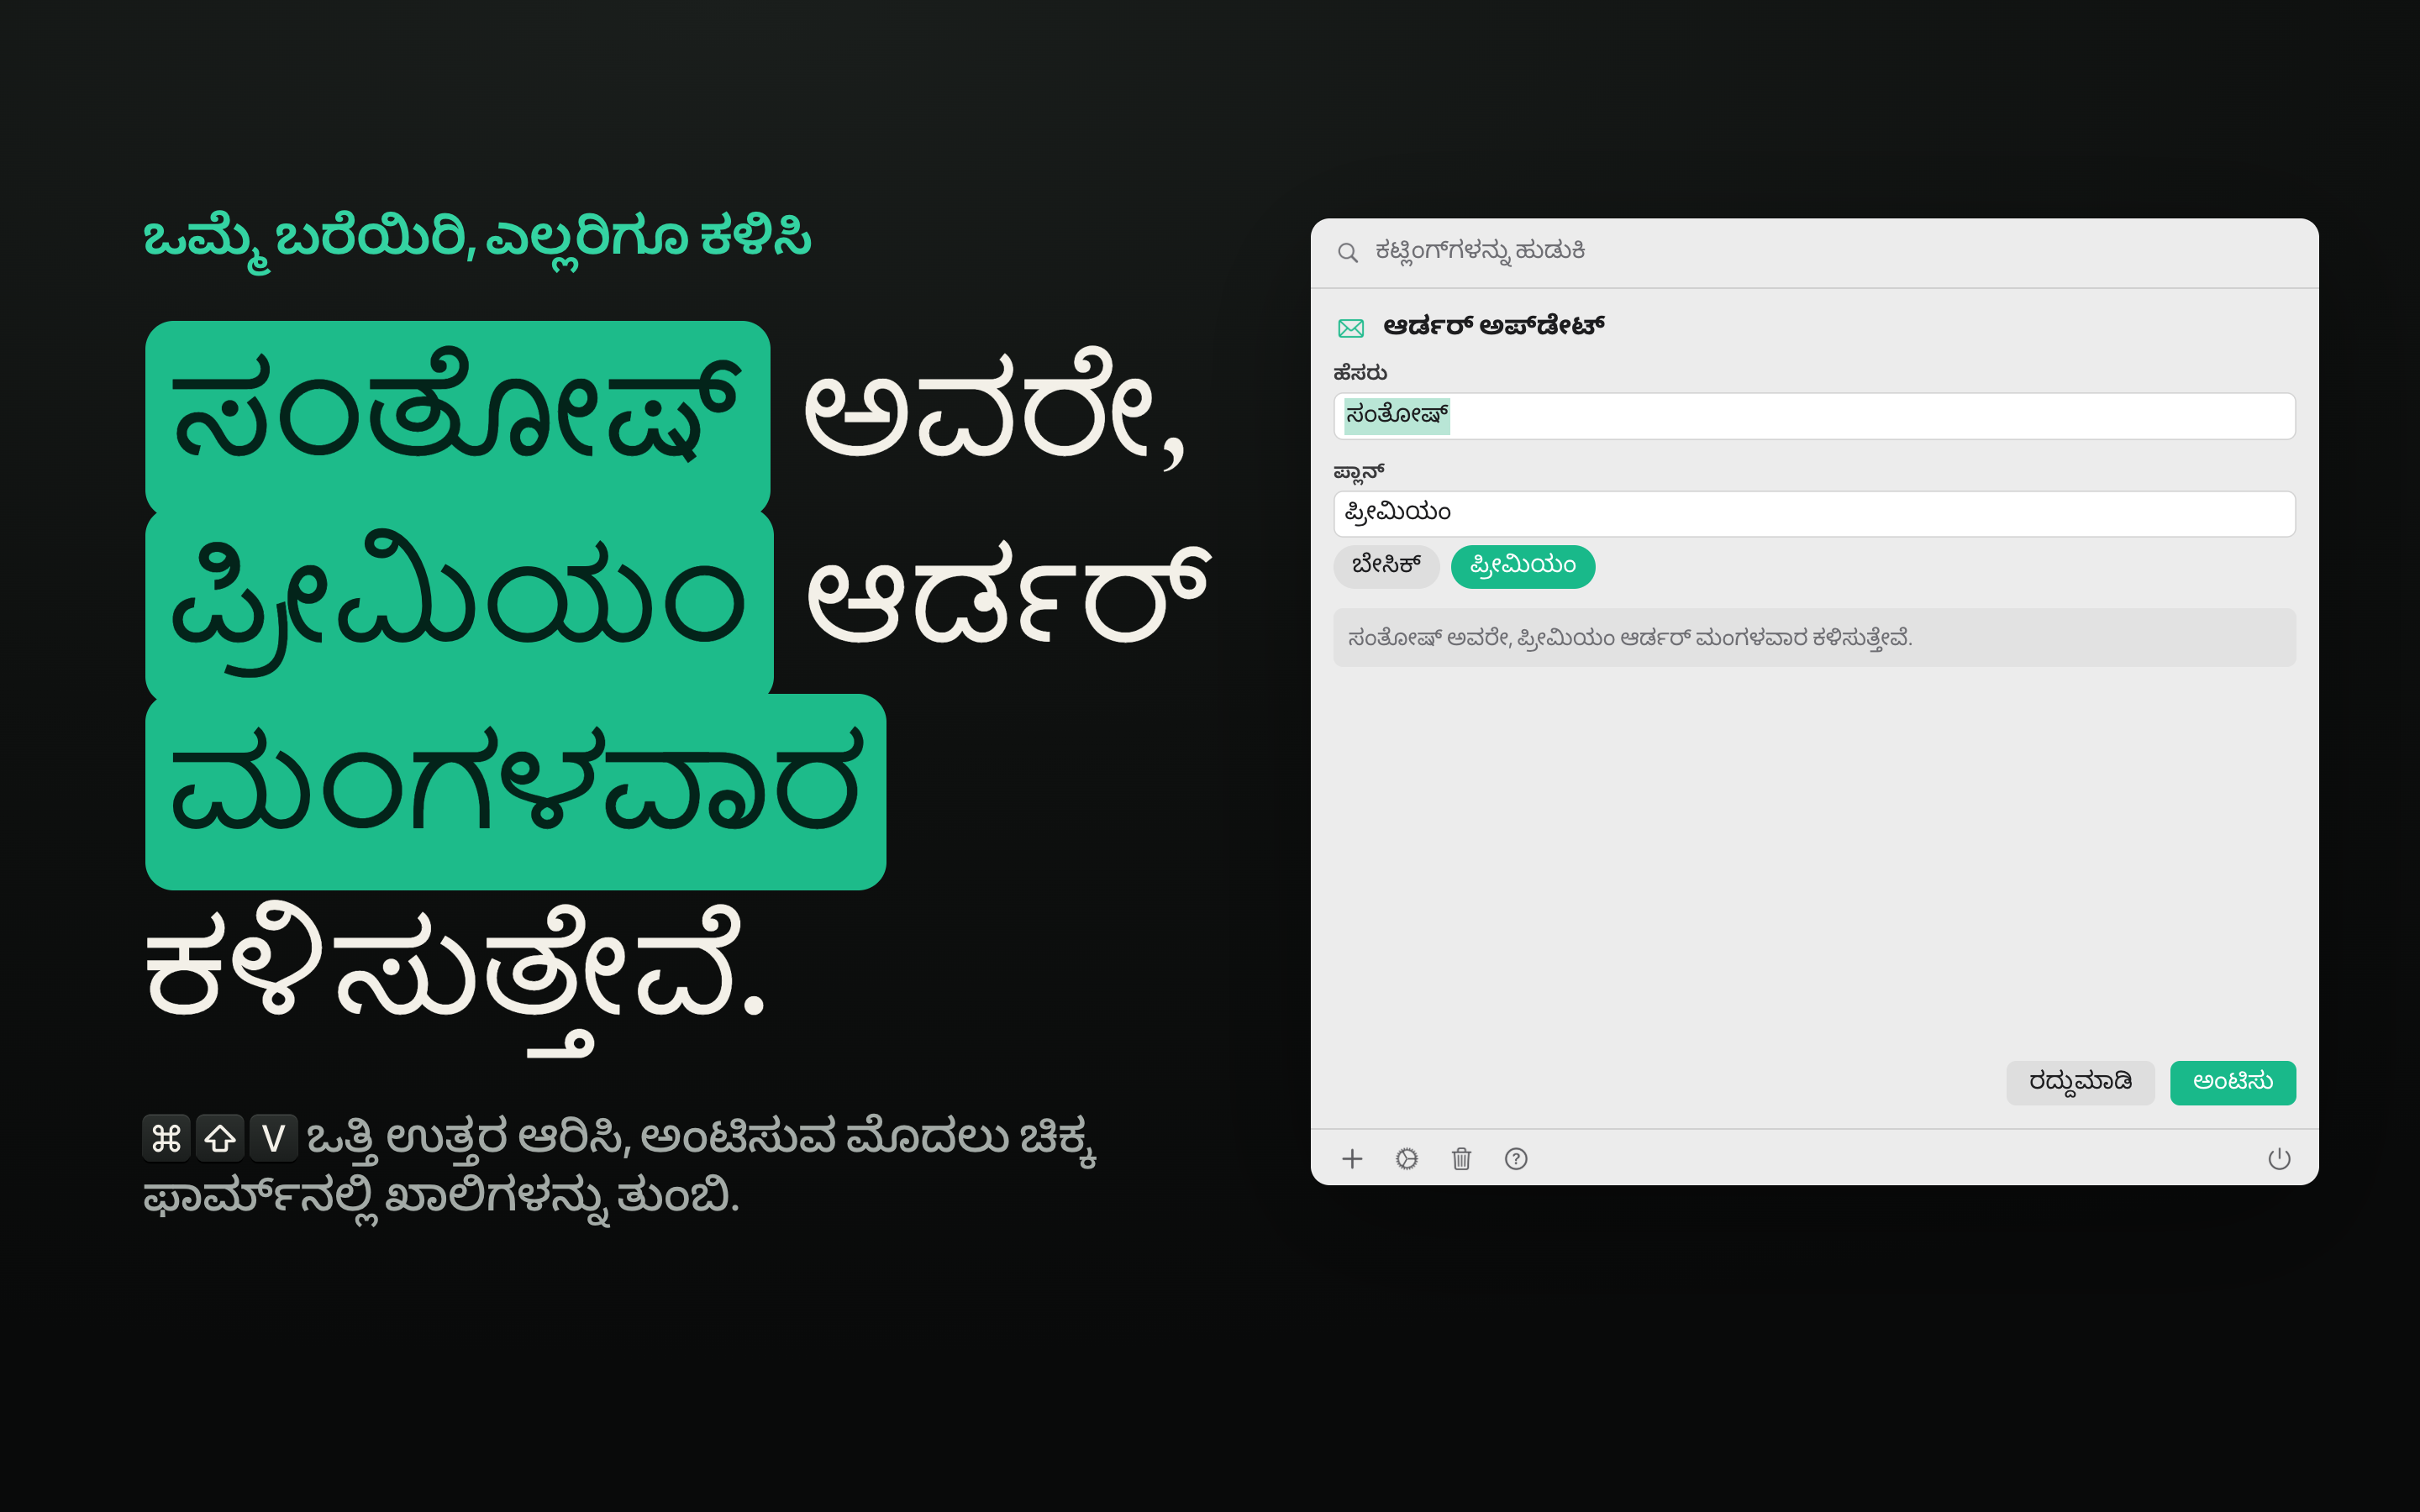 ಒಮ್ಮೆ ಬರೆಯಿರಿ, ಎಲ್ಲರಿಗೂ ಕಳಿಸಿ
ಸಂತೋಷ್ ಅವರೇ,
ಪ್ರೀಮಿಯಂ ಆರ್ಡರ್
ಮಂಗಳವಾರ
ಕಳಿಸುತ್ತೇವೆ.
⌘ ⇧ V ಒತ್ತಿ ಉತ್ತರ ಆರಿಸಿ, ಅಂಟಿಸುವ ಮೊದಲು ಚಿಕ್ಕ
ಫಾರ್ಮ್‌ನಲ್ಲಿ ಖಾಲಿಗಳನ್ನು ತುಂಬಿ.
ಕಟ್ಲಿಂಗ್‌ಗಳನ್ನು ಹುಡುಕಿ
ಆರ್ಡರ್ ಅಪ್‌ಡೇಟ್
ಹೆಸರು
ಸಂತೋಷ್
ಪ್ಲಾನ್
ಪ್ರೀಮಿಯಂ
ಬೇಸಿಕ್ ಪ್ರೀಮಿಯಂ
ಸಂತೋಷ್ ಅವರೇ, ಪ್ರೀಮಿಯಂ ಆರ್ಡರ್ ಮಂಗಳವಾರ ಕಳಿಸುತ್ತೇವೆ.
ರದ್ದುಮಾಡಿ ಅಂಟಿಸು